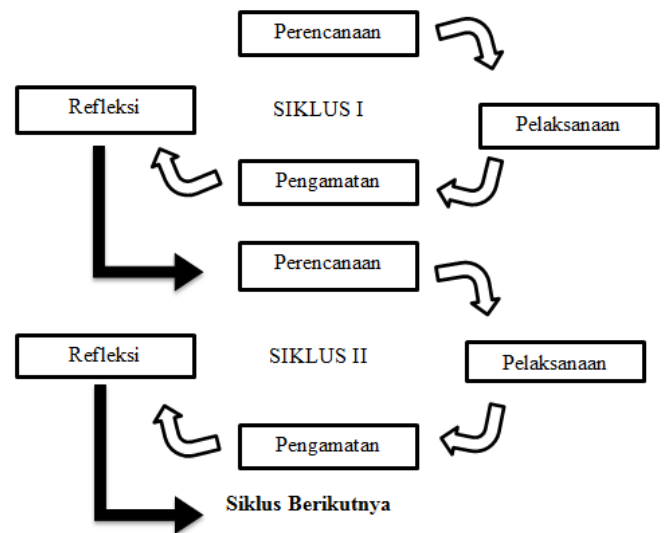 Perencanaan
Refleksi
SIKLUS I
Pelaksanaan
Pengamatan
Perencanaan
Refleksi
SIKLUS II
Pelaksanaan
Pengamatan
Siklus Berikutnya